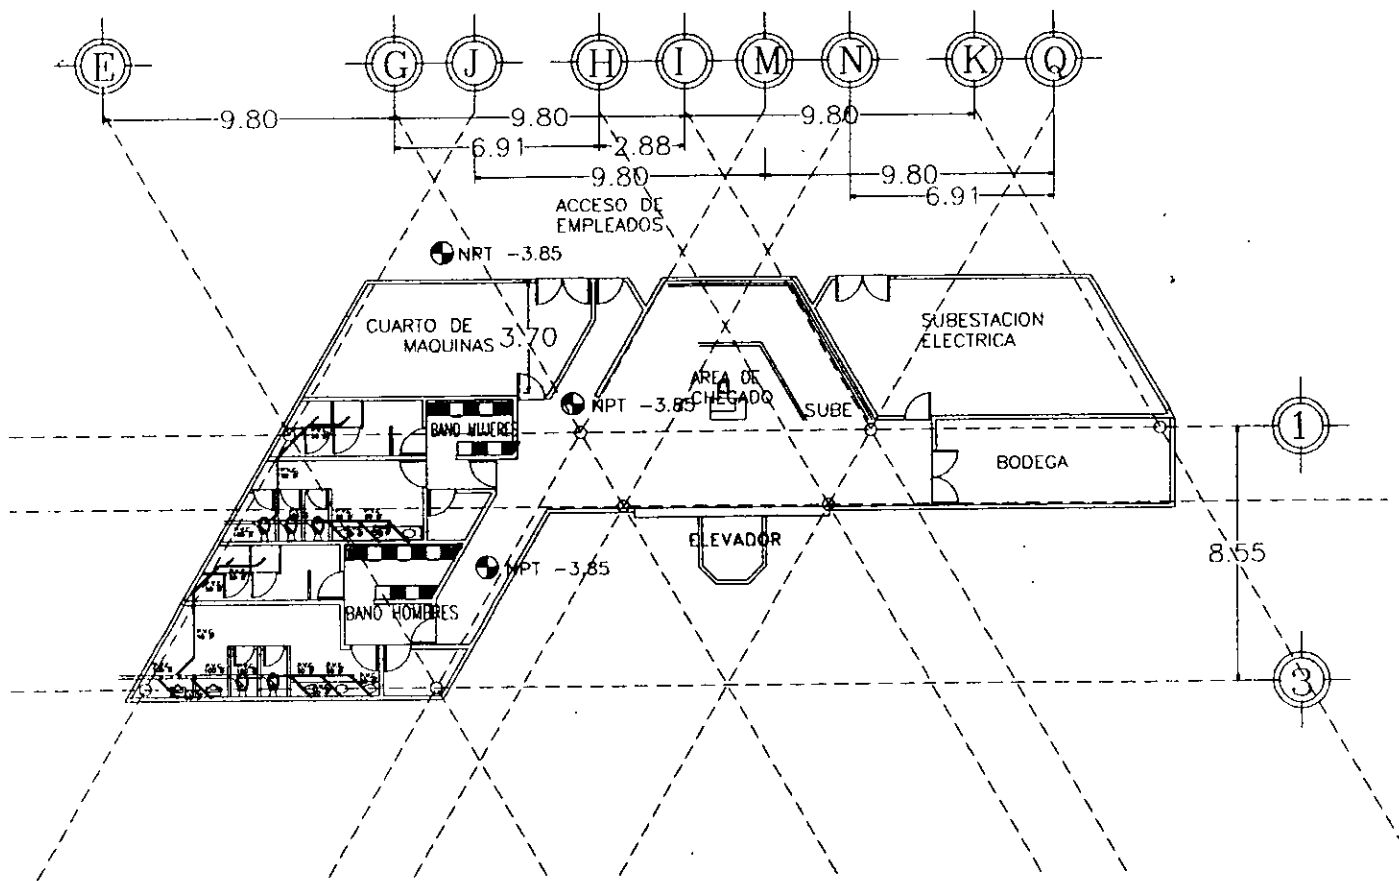 E G J H I M N K Q
9.80 9.80 9.80
6.91 2.88
9.80 9.80
6.91
ACCESO DE
EMPLEADOS
NPT -3.85
CUARTO DE
MAQUINAS
3.70
SUBESTACION
ELECTRICA
AREA DE
CHECADO
NPT -3.85
SUBE
1
BANO MUJERES
BODEGA
ELEVADOR
8.55
NPT -3.85
BANO HOMBRES
3